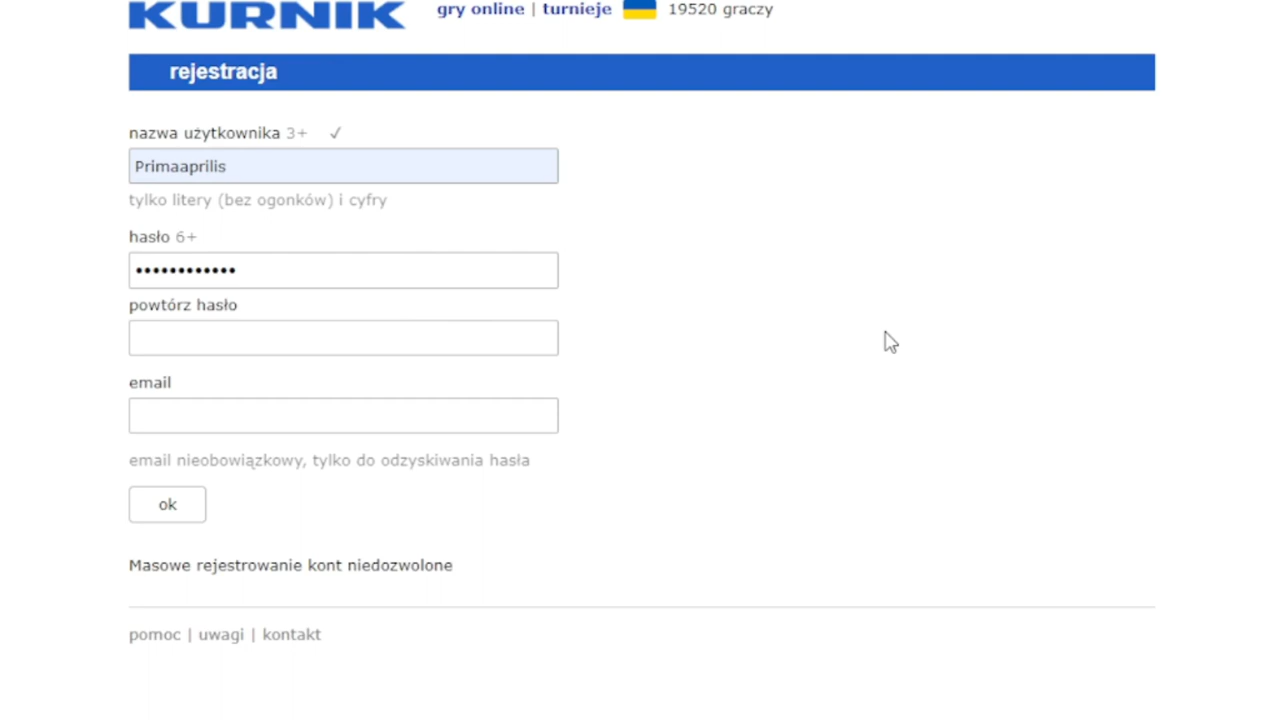 KURNIK gry online | turnieje 19520 graczy
rejestracja
nazwa użytkownika 3+ ✓
Primaaprilis
tylko litery (bez ogonków) i cyfry
hasło 6+
••••••••••••
powtórz hasło
email
email nieobowiązkowy, tylko do odzyskiwania hasła
ok
Masowe rejestrowanie kont niedozwolone
pomoc | uwagi | kontakt